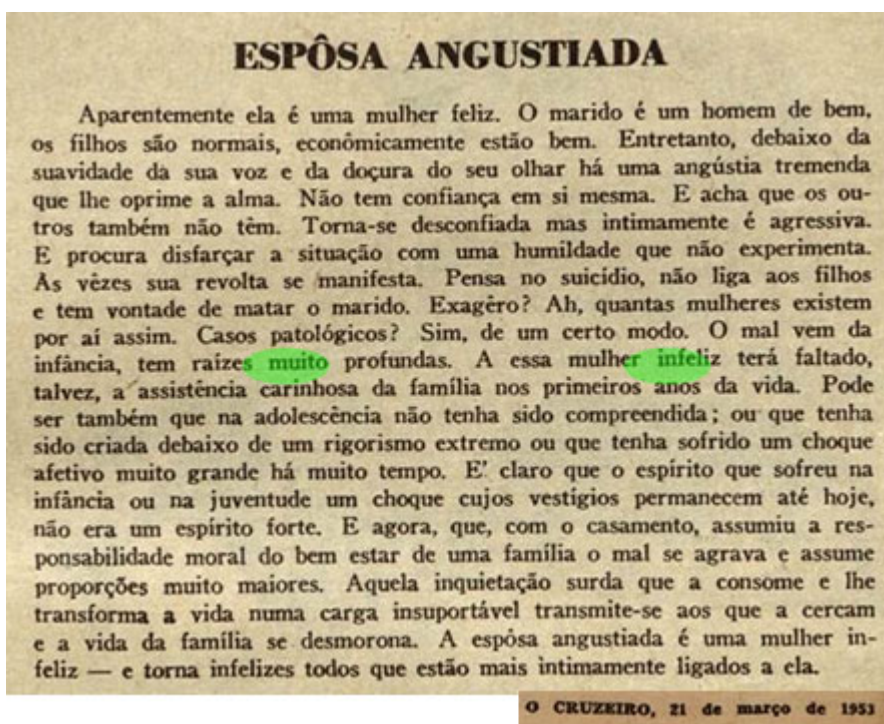 ESPÔSA ANGUSTIADA
Aparentemente ela é uma mulher feliz. O marido é um homem de bem,
os filhos são normais, econômicamente estão bem. Entretanto, debaixo da
suavidade da sua voz e da doçura do seu olhar há uma angústia tremenda
que lhe oprime a alma. Não tem confiança em si mesma. E acha que os ou-
tros também não têm. Torna-se desconfiada mas intimamente é agressiva.
E procura disfarçar a situação com uma humildade que não experimenta.
Às vêzes sua revolta se manifesta. Pensa no suicídio, não liga aos filhos
e tem vontade de matar o marido. Exagêro? Ah, quantas mulheres existem
por aí assim. Casos patológicos? Sim, de um certo modo. O mal vem da
infância, tem raízes muito profundas. A essa mulher infeliz terá faltado,
talvez, a assistência carinhosa da família nos primeiros anos da vida. Pode
ser também que na adolescência não tenha sido compreendida; ou que tenha
sido criada debaixo de um rigorismo extremo ou que tenha sofrido um choque
afetivo muito grande há muito tempo. E' claro que o espírito que sofreu na
infância ou na juventude um choque cujos vestígios permanecem até hoje,
não era um espírito forte. E agora, que, com o casamento, assumiu a res-
ponsabilidade moral do bem estar de uma família o mal se agrava e assume
proporções muito maiores. Aquela inquietação surda que a consome e lhe
transforma a vida numa carga insuportável transmite-se aos que a cercam
e a vida da família se desmorona. A espôsa angustiada é uma mulher in-
feliz — e torna infelizes todos que estão mais intimamente ligados a ela.
O CRUZEIRO, 21 de março de 1953